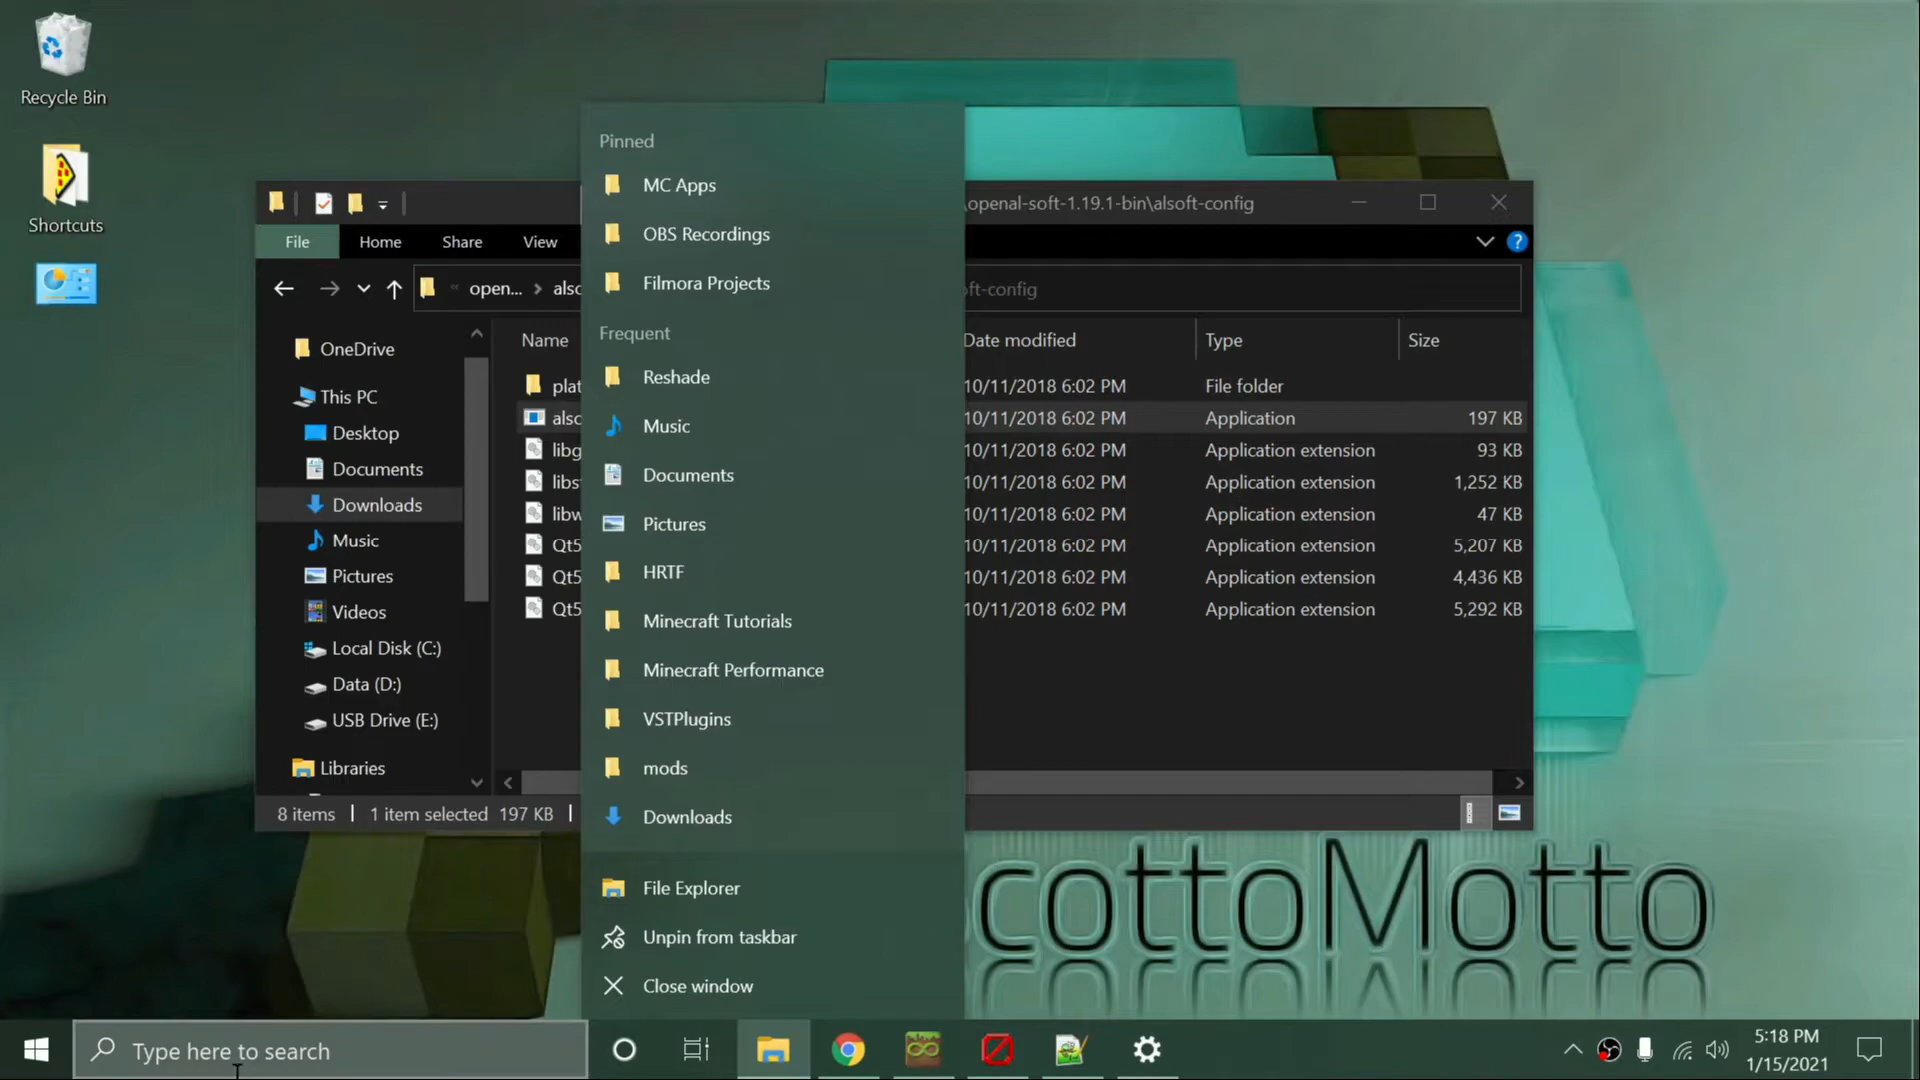 Recycle Bin
Shortcuts
\openal-soft-1.19.1-bin\alsoft-config
File Home Share View
open... alsc
ft-config
OneDrive
This PC
Desktop
Documents
Downloads
Music
Pictures
Videos
Local Disk (C:)
Data (D:)
USB Drive (E:)
Libraries
Name Date modified Type Size
plat 10/11/2018 6:02 PM File folder
alsc 10/11/2018 6:02 PM Application 197 KB
libg 10/11/2018 6:02 PM Application extension 93 KB
libs 10/11/2018 6:02 PM Application extension 1,252 KB
libw 10/11/2018 6:02 PM Application extension 47 KB
Qt5 10/11/2018 6:02 PM Application extension 5,207 KB
Qt5 10/11/2018 6:02 PM Application extension 4,436 KB
Qt5 10/11/2018 6:02 PM Application extension 5,292 KB
8 items 1 item selected 197 KB
Pinned
MC Apps
OBS Recordings
Filmora Projects
Frequent
Reshade
Music
Documents
Pictures
HRTF
Minecraft Tutorials
Minecraft Performance
VSTPlugins
mods
Downloads
File Explorer
Unpin from taskbar
Close window
cottoMotto
Type here to search
5:18 PM
1/15/2021